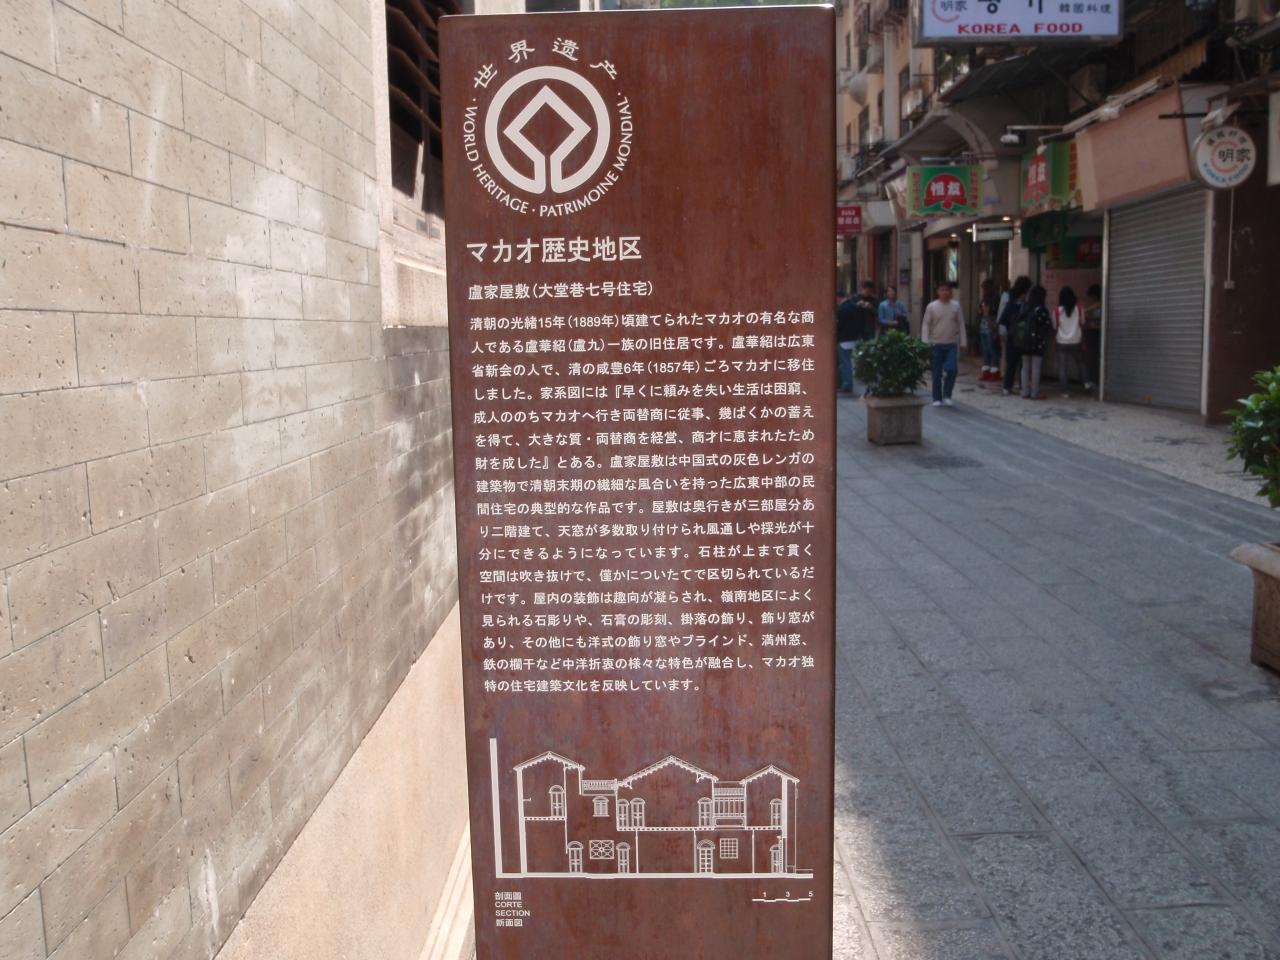 世界遗产
·WORLD HERITAGE · PATRIMOINE MONDIAL·
マカオ歴史地区
盧家屋敷(大堂巷七号住宅)
清朝の光緒15年(1889年)頃建てられたマカオの有名な商
人である盧華紹(盧九)一族の旧住居です。盧華紹は広東
省新会の人で、清の咸豊6年(1857年)ごろマカオに移住
しました。家系図には『早くに頼みを失い生活は困窮、
成人ののちマカオへ行き両替商に従事、幾ばくかの蓄え
を得て、大きな質・両替商を経営、商才に恵まれたため
財を成した』とある。盧家屋敷は中国式の灰色レンガの
建築物で清朝末期の繊細な風合いを持った広東中部の民
間住宅の典型的な作品です。屋敷は奥行きが三部屋分あ
り二階建て、天窓が多数取り付けられ風通しや採光が十
分にできるようになっています。石柱が上まで貫く
空間は吹き抜けで、僅かについたてで区切られているだ
けです。屋内の装飾は趣向が凝らされ、嶺南地区によく
見られる石彫りや、石膏の彫刻、掛落の飾り、飾り窓が
あり、その他にも洋式の飾り窓やブラインド、満州窓、
鉄の欄干など中洋折衷の様々な特色が融合し、マカオ独
特の住宅建築文化を反映しています。
剖面圖
CORTE
SECTION
断面図
1 3 5
明家
韓國料理
KOREA FOOD
恒友
明家